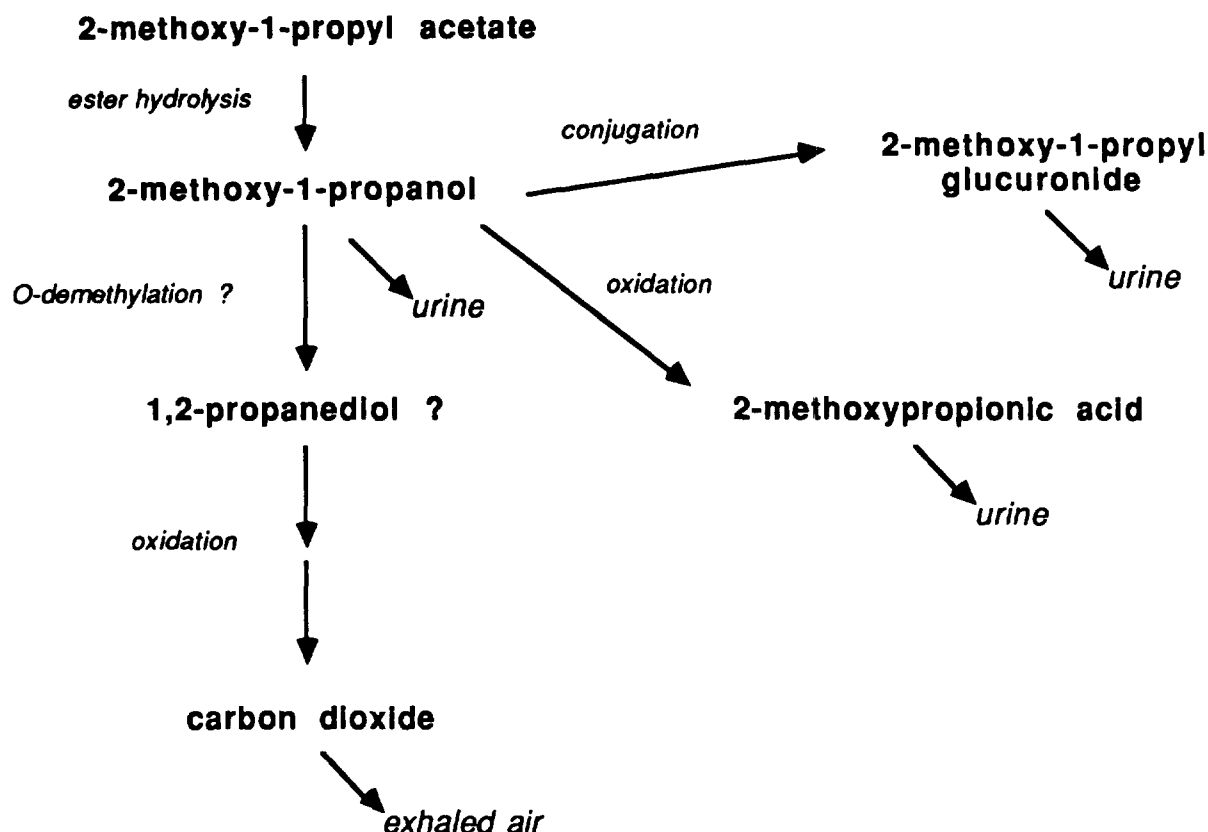 2-methoxy-1-propyl acetate
ester hydrolysis
conjugation
2-methoxy-1-propyl
glucuronide
2-methoxy-1-propanol
urine
O-demethylation ?
urine
oxidation
1,2-propanediol ?
2-methoxypropionic acid
urine
oxidation
carbon dioxide
exhaled air